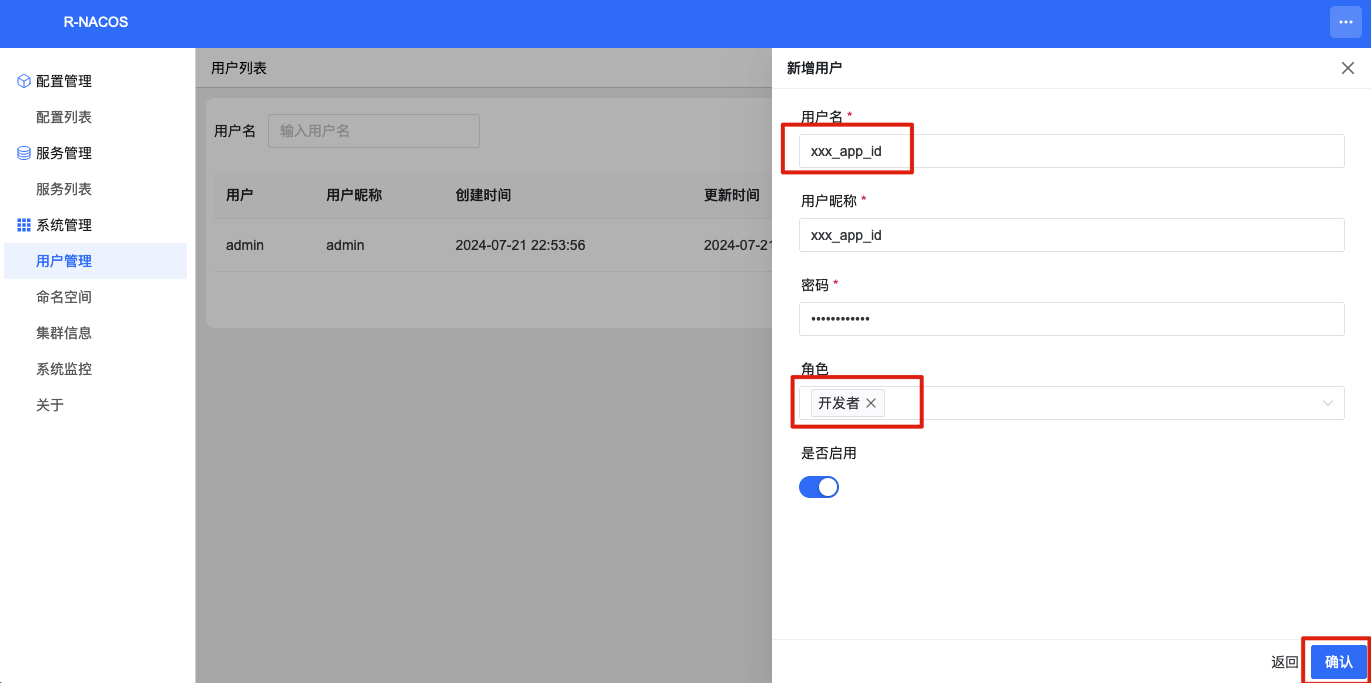 R-NACOS
配置管理
配置列表
服务管理
服务列表
系统管理
用户管理
命名空间
集群信息
系统监控
关于
用户列表
用户名 输入用户名
用户 用户昵称 创建时间 更新时间
admin admin 2024-07-21 22:53:56 2024-07-21
新增用户
用户名 *
xxx_app_id
用户昵称 *
xxx_app_id
密码 *
••••••••••••
角色
开发者
是否启用
返回 确认